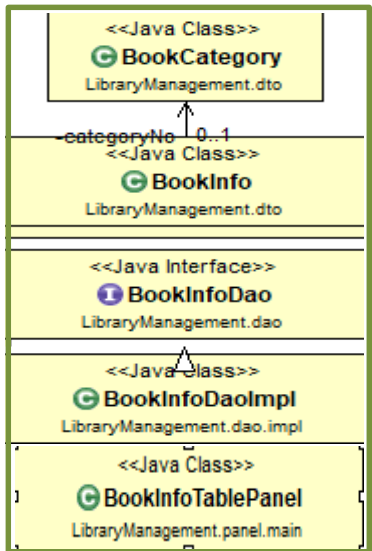 <<Java Class>>
C BookCategory
LibraryManagement.dto
-categoryNo 0..1
<<Java Class>>
C BookInfo
LibraryManagement.dto
<<Java Interface>>
I BookInfoDao
LibraryManagement.dao
<<Java Class>>
C BookInfoDaoImpl
LibraryManagement.dao.impl
<<Java Class>>
C BookInfoTablePanel
LibraryManagement.panel.main